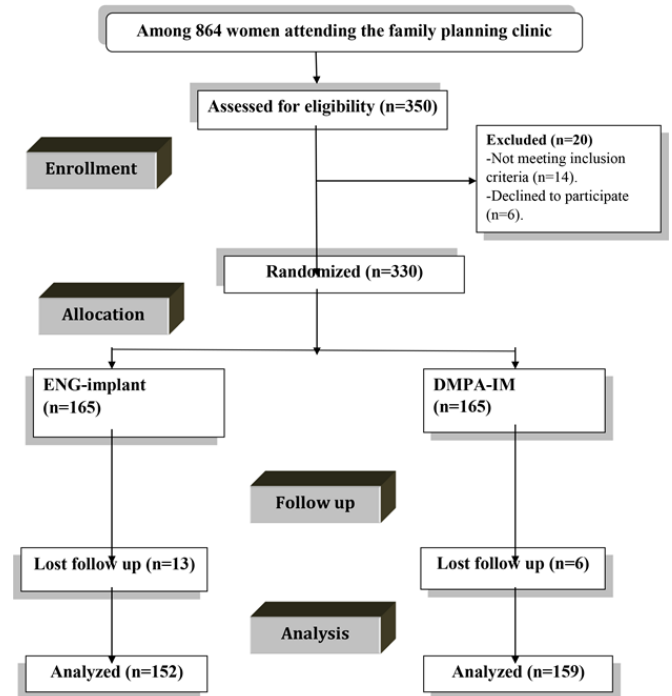 Among 864 women attending the family planning clinic
Assessed for eligibility (n=350)
Excluded (n=20)
-Not meeting inclusion
criteria (n=14).
-Declined to participate
(n=6).
Enrollment
Randomized (n=330)
Allocation
ENG-implant
(n=165)
DMPA-IM
(n=165)
Follow up
Lost follow up (n=13)
Lost follow up (n=6)
Analysis
Analyzed (n=152)
Analyzed (n=159)